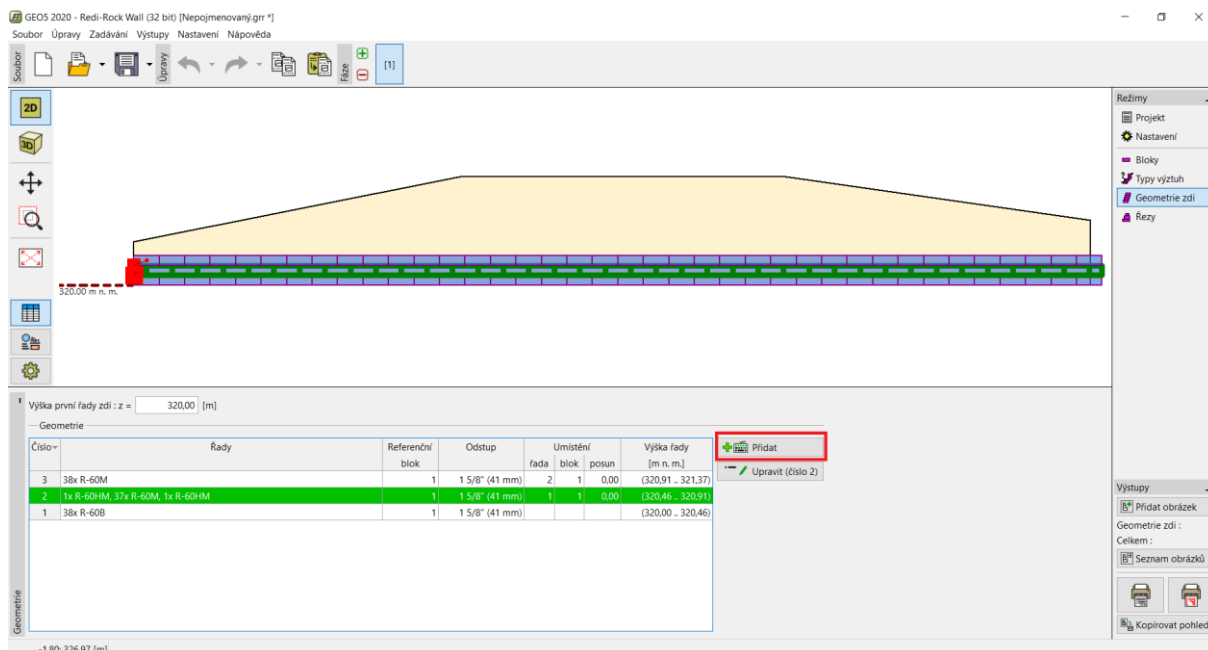 GEO5 2020 - Redi-Rock Wall (32 bit) [Nepojmenovaný.grr *]
Soubor Úpravy Zadávání Výstupy Nastavení Nápověda
Soubor
Úpravy
Fáze
[1]
2D
3D
320.00 m n. m.
Režimy
Projekt
Nastavení
Bloky
Typy výztuh
Geometrie zdi
Řezy
Výška první řady zdi : z = 320,00 [m]
Geometrie
Číslo Řady Referenční blok Odstup Umístění řada blok posun Výška řady [m n. m.]
3 38x R-60M 1 1 5/8" (41 mm) 2 1 0,00 (320,91 .. 321,37)
2 1x R-60HM, 37x R-60M, 1x R-60HM 1 1 5/8" (41 mm) 1 1 0,00 (320,46 .. 320,91)
1 38x R-60B 1 1 5/8" (41 mm) (320,00 .. 320,46)
Přidat
Upravit (číslo 2)
Geometrie
Výstupy
Přidat obrázek
Geometrie zdi :
Celkem :
Seznam obrázků
Kopírovat pohled
-1,80; 326,97 [m]